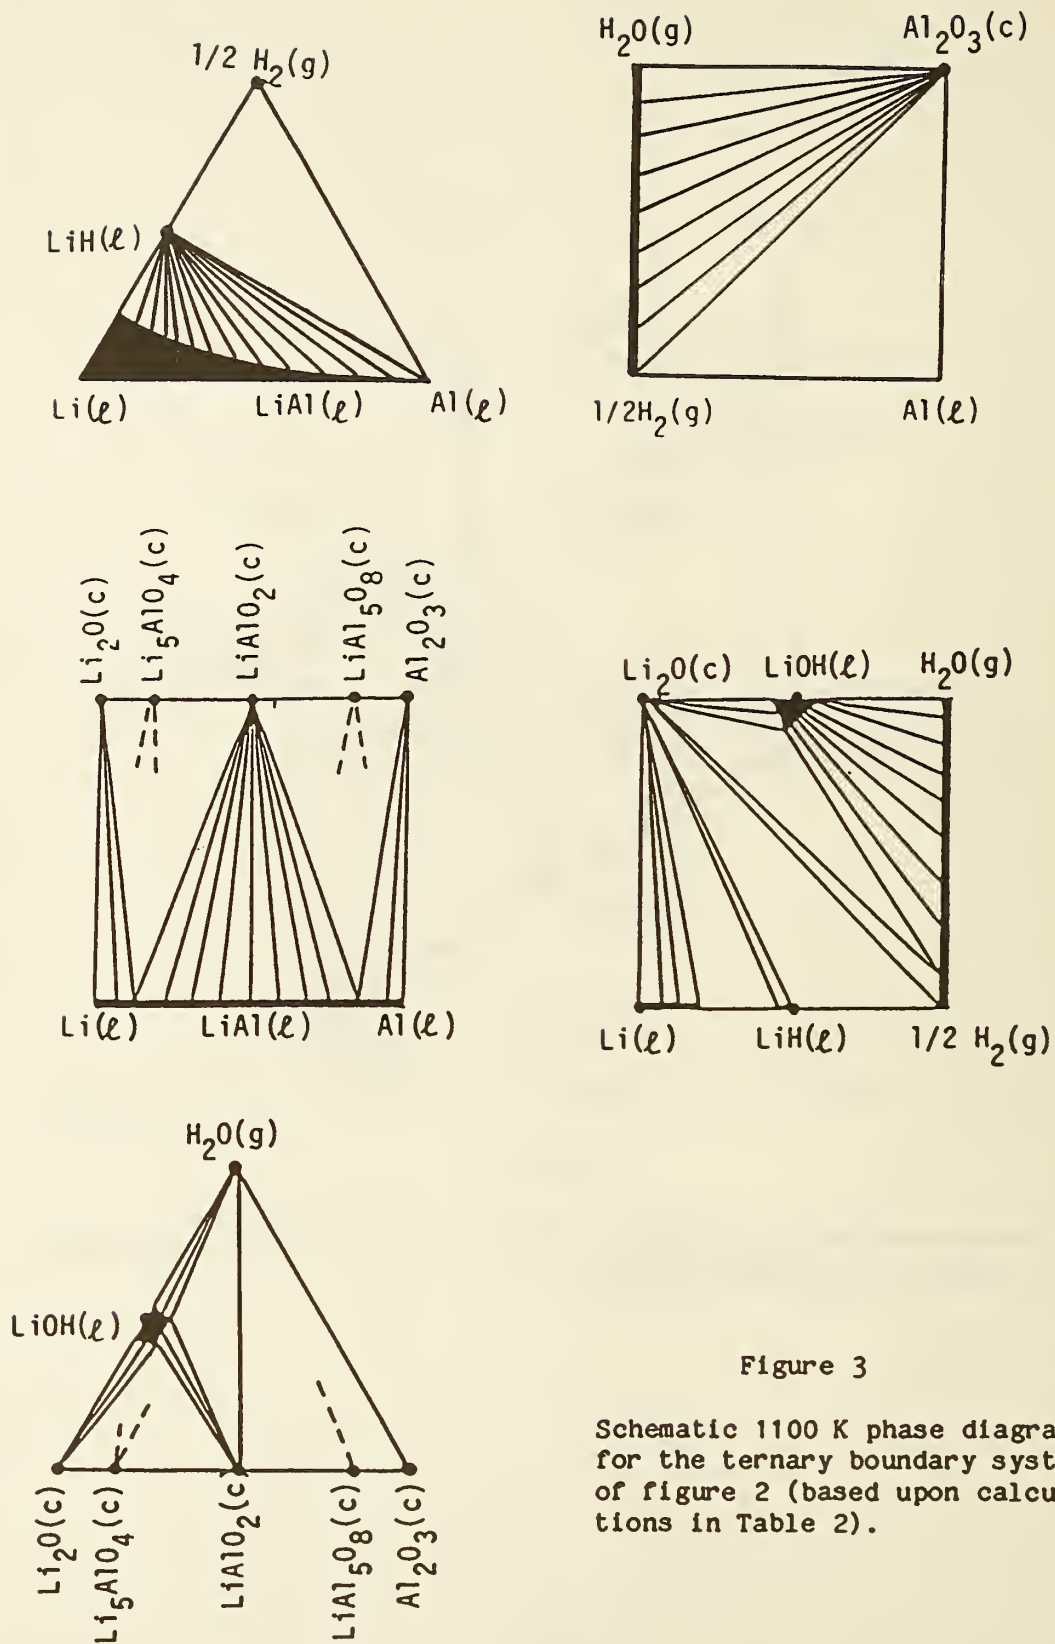 1/2 H₂(g)
LiH(ℓ)
Li(ℓ) LiAl(ℓ) Al(ℓ)
H₂O(g) Al₂O₃(c)
1/2H₂(g) Al(ℓ)
Li₂O(c)
Li₅AlO₄(c)
LiAlO₂(c)
LiAl₅O₈(c)
Al₂O₃(c)
Li(ℓ) LiAl(ℓ) Al(ℓ)
Li₂O(c) LiOH(ℓ) H₂O(g)
Li(ℓ) LiH(ℓ) 1/2 H₂(g)
H₂O(g)
LiOH(ℓ)
Li₂O(c)
Li₅AlO₄(c)
LiAlO₂(c
LiAl₅O₈(c)
Al₂O₃(c)
Figure 3
Schematic 1100 K phase diagra
for the ternary boundary syst
of figure 2 (based upon calcu
tions in Table 2).